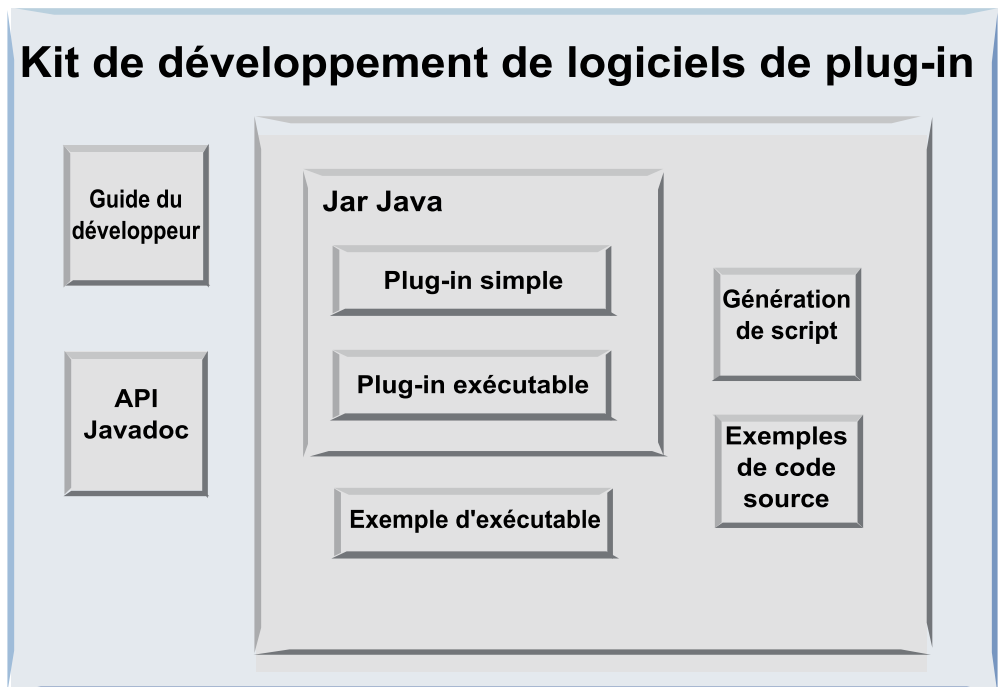 Kit de développement de logiciels de plug-in
Guide du
développeur
API
Javadoc
Jar Java
Plug-in simple
Plug-in exécutable
Exemple d'exécutable
Génération
de script
Exemples
de code
source